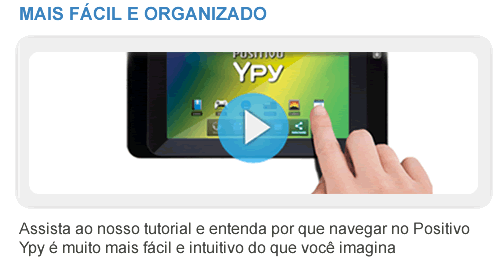 MAIS FÁCIL E ORGANIZADO
POSITIVO
YPY
Assista ao nosso tutorial e entenda por que navegar no Positivo
Ypy é muito mais fácil e intuitivo do que você imagina